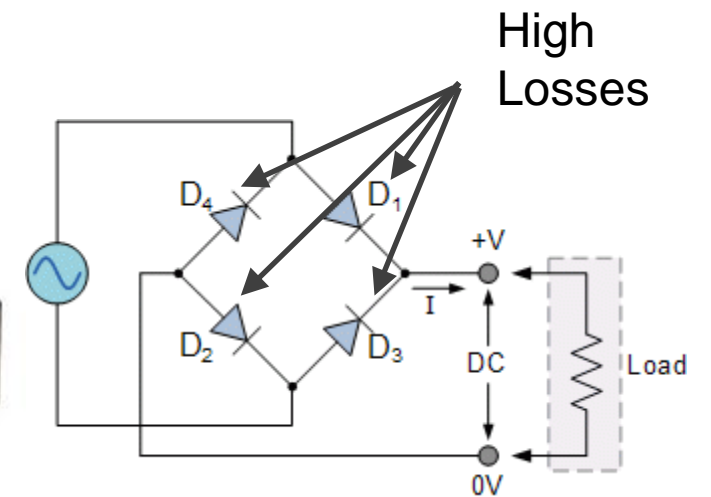 High
Losses
D₄
D₁
+V
I
D₂
D₃
DC
Load
0V